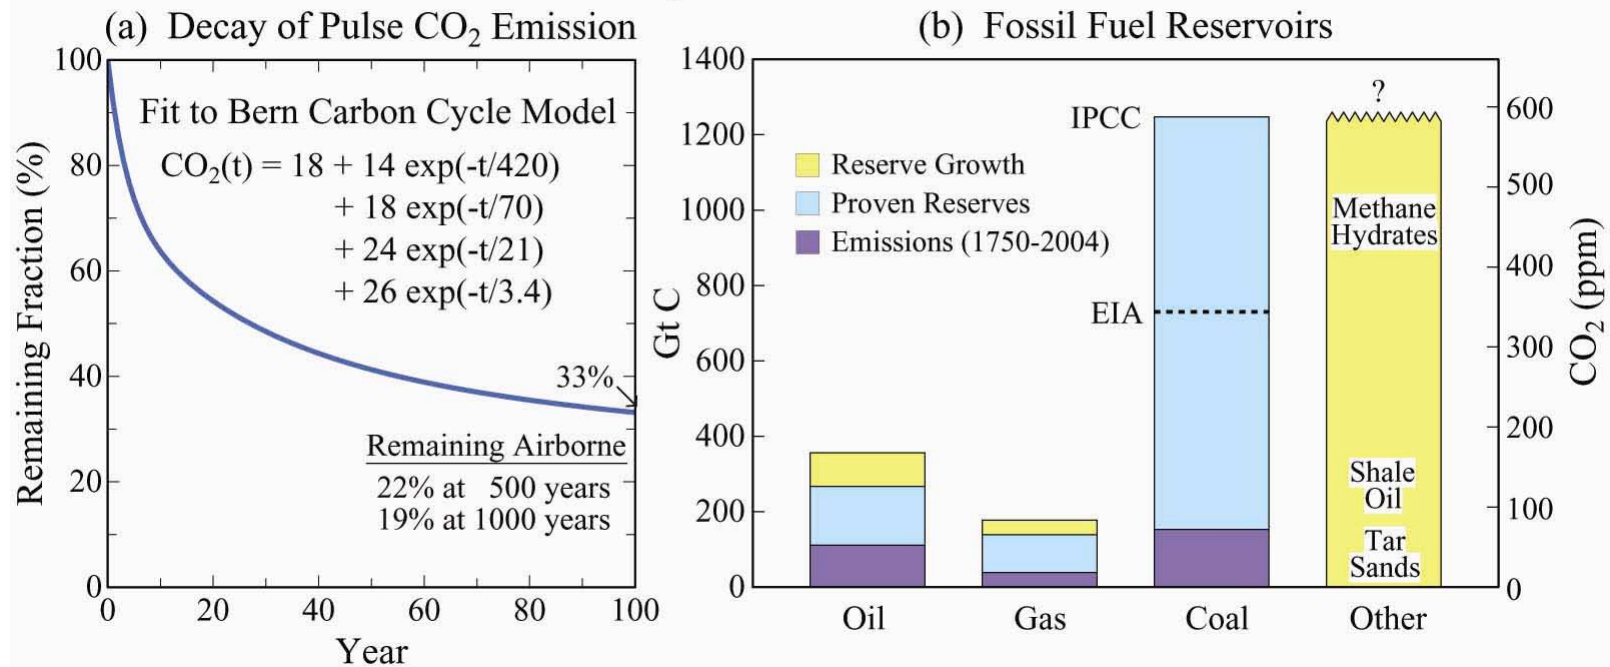 (a) Decay of Pulse CO₂ Emission
100
80
60
40
20
0
Remaining Fraction (%)
Fit to Bern Carbon Cycle Model
CO₂(t) = 18 + 14 exp(-t/420)
+ 18 exp(-t/70)
+ 24 exp(-t/21)
+ 26 exp(-t/3.4)
33%
Remaining Airborne
22% at 500 years
19% at 1000 years
0 20 40 60 80 100
Year
(b) Fossil Fuel Reservoirs
1400
1200
1000
800
600
400
200
0
Gt C
Reserve Growth
Proven Reserves
Emissions (1750-2004)
IPCC
EIA
?
Methane
Hydrates
Shale
Oil
Tar
Sands
Oil Gas Coal Other
600
500
400
300
200
100
0
CO₂ (ppm)